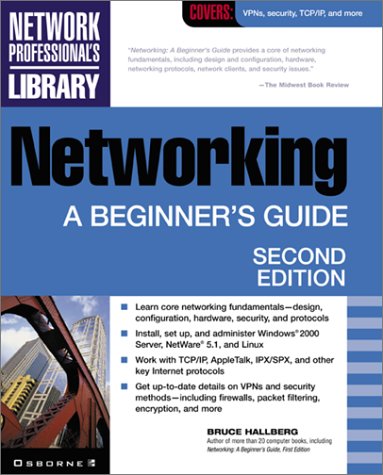 NETWORK
PROFESSIONAL'S
LIBRARY
COVERS:
VPNs, security, TCP/IP, and more
"Networking: A Beginner's Guide provides a core of networking
fundamentals, including design and configuration, hardware,
networking protocols, network clients, and security issues."
—The Midwest Book Review
Networking
A BEGINNER'S GUIDE
SECOND
EDITION
Learn core networking fundamentals—design,
configuration, hardware, security, and protocols
Install, set up, and administer Windows® 2000
Server, NetWare® 5.1, and Linux
Work with TCP/IP, AppleTalk, IPX/SPX, and other
key Internet protocols
Get up-to-date details on VPNs and security
methods—including firewalls, packet filtering,
encryption, and more
BRUCE HALLBERG
Author of more than 20 computer books, including
Networking: A Beginner's Guide, First Edition
OSBORNE